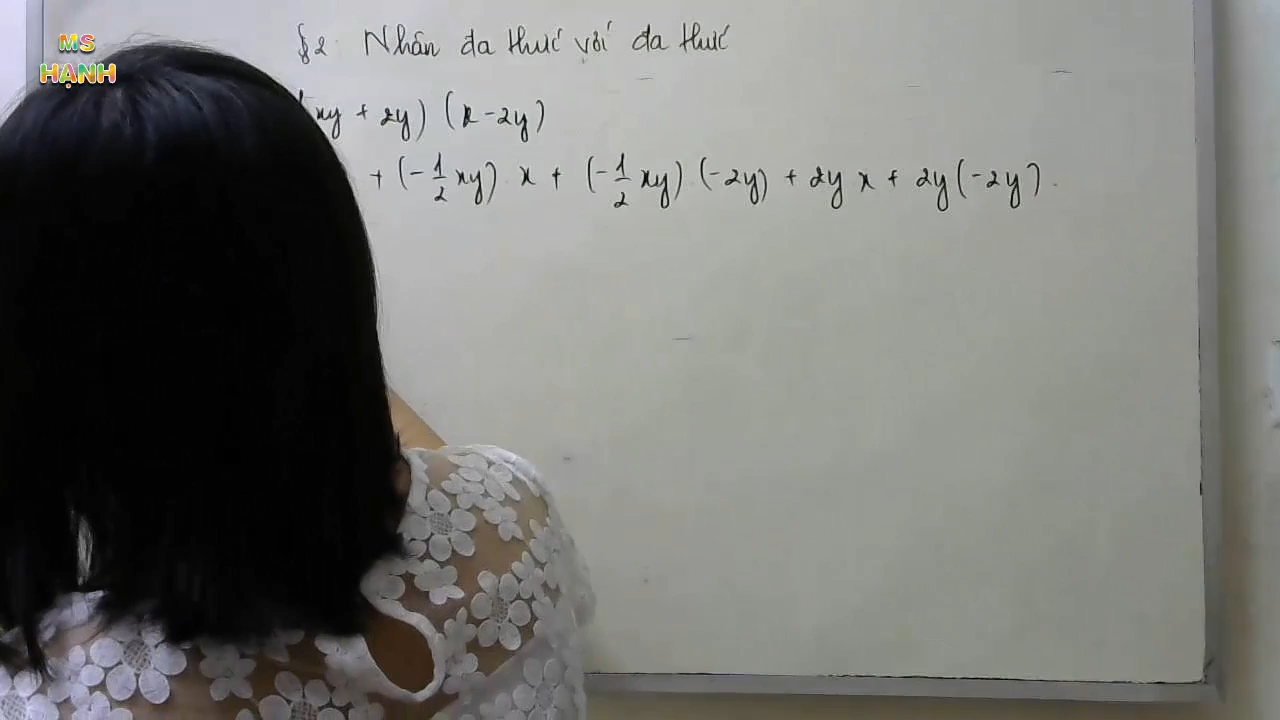 MS
HẠNH
§2. Nhân đa thức với đa thức
xy + 2y) (x - 2y)
+ (-1/2 xy) . x + (-1/2 xy) . (-2y) + 2y x + 2y (-2y) .